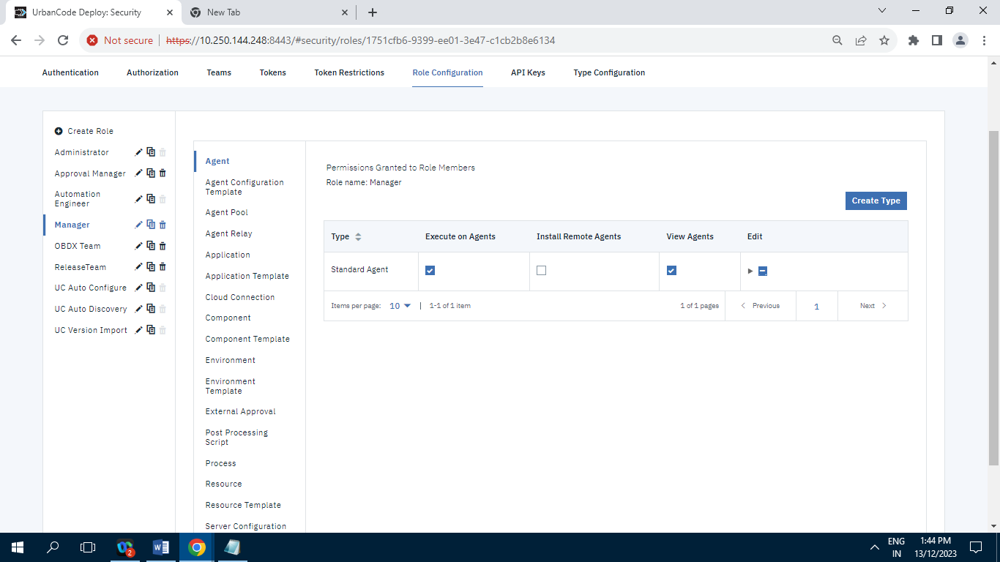 UrbanCode Deploy: Security
New Tab
Not secure
https://10.250.144.248:8443/#security/roles/1751cfb6-9399-ee01-3e47-c1cb2b8e6134
Authentication
Authorization
Teams
Tokens
Token Restrictions
Role Configuration
API Keys
Type Configuration
Create Role
Administrator
Approval Manager
Automation
Engineer
Manager
OBDX Team
ReleaseTeam
UC Auto Configure
UC Auto Discovery
UC Version Import
Agent
Agent Configuration
Template
Agent Pool
Agent Relay
Application
Application Template
Cloud Connection
Component
Component Template
Environment
Environment
Template
External Approval
Post Processing
Script
Process
Resource
Resource Template
Server Configuration
Permissions Granted to Role Members
Role name: Manager
Create Type
Type
Execute on Agents
Install Remote Agents
View Agents
Edit
Standard Agent
Items per page: 10
1-1 of 1 item
1 of 1 pages
Previous
1
Next
2
ENG
IN
1:44 PM
13/12/2023